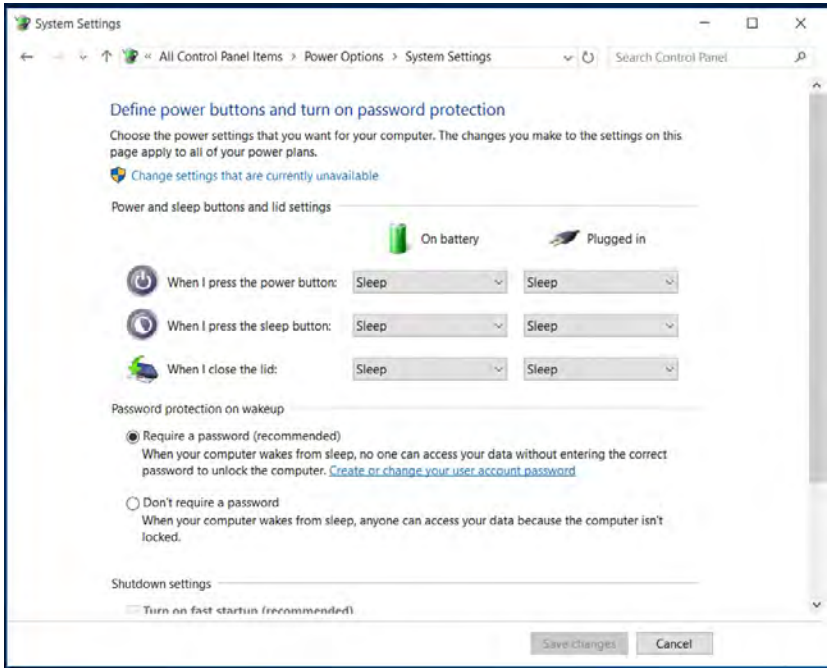 System Settings
« All Control Panel Items > Power Options > System Settings
Search Control Panel
Define power buttons and turn on password protection
Choose the power settings that you want for your computer. The changes you make to the settings on this
page apply to all of your power plans.
Change settings that are currently unavailable
Power and sleep buttons and lid settings
On battery
Plugged in
When I press the power button: Sleep Sleep
When I press the sleep button: Sleep Sleep
When I close the lid: Sleep Sleep
Password protection on wakeup
Require a password (recommended)
When your computer wakes from sleep, no one can access your data without entering the correct
password to unlock the computer. Create or change your user account password
Don't require a password
When your computer wakes from sleep, anyone can access your data because the computer isn't
locked.
Shutdown settings
Turn on fast startup (recommended)
Save changes Cancel